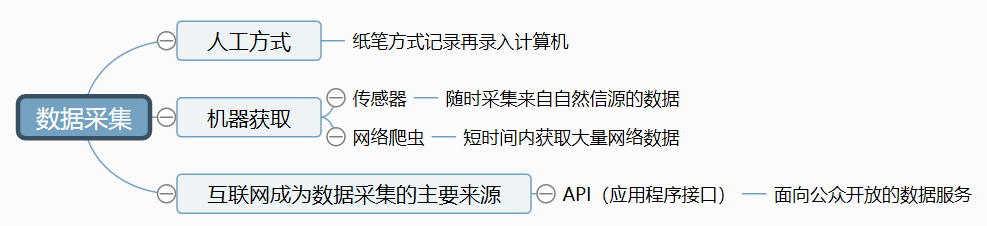 人工方式
纸笔方式记录再录入计算机
数据采集
机器获取
传感器
随时采集来自自然信源的数据
网络爬虫
短时间内获取大量网络数据
互联网成为数据采集的主要来源
API（应用程序接口）
面向公众开放的数据服务